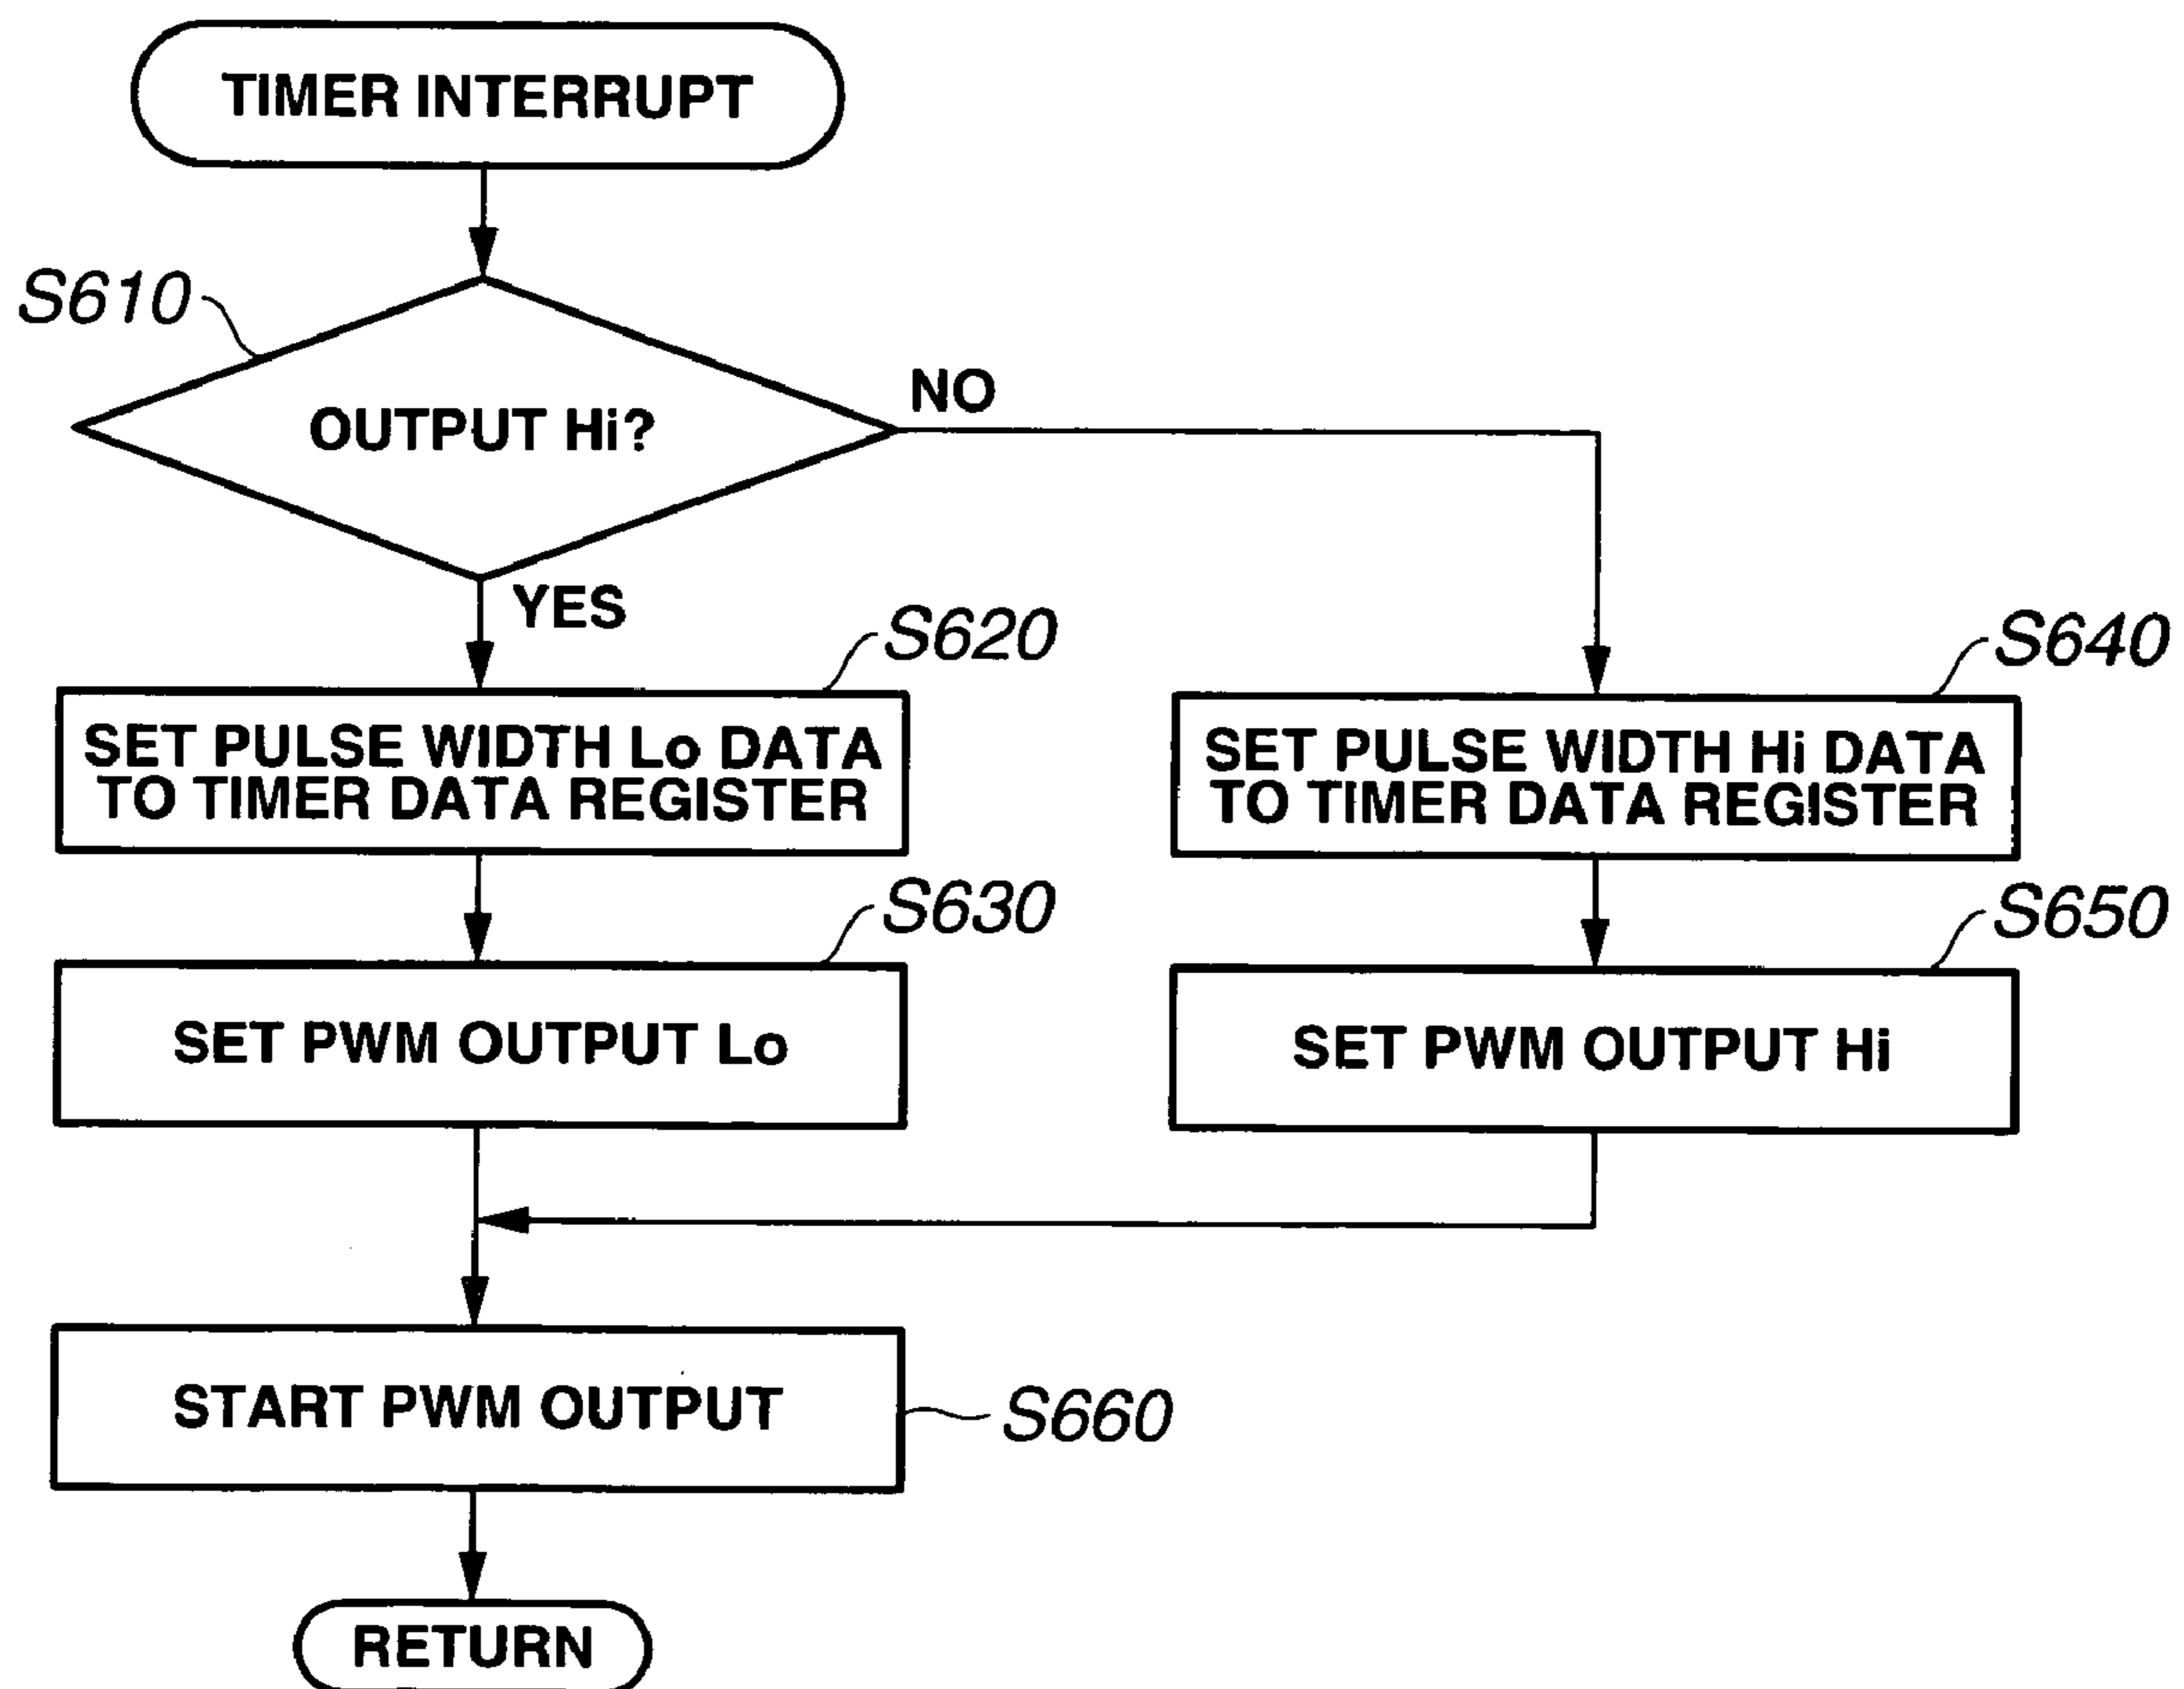 TIMER INTERRUPT
S610
OUTPUT Hi?
NO
YES
S620
SET PULSE WIDTH Lo DATA
TO TIMER DATA REGISTER
S640
SET PULSE WIDTH Hi DATA
TO TIMER DATA REGISTER
S630
SET PWM OUTPUT Lo
S650
SET PWM OUTPUT Hi
START PWM OUTPUT
S660
RETURN